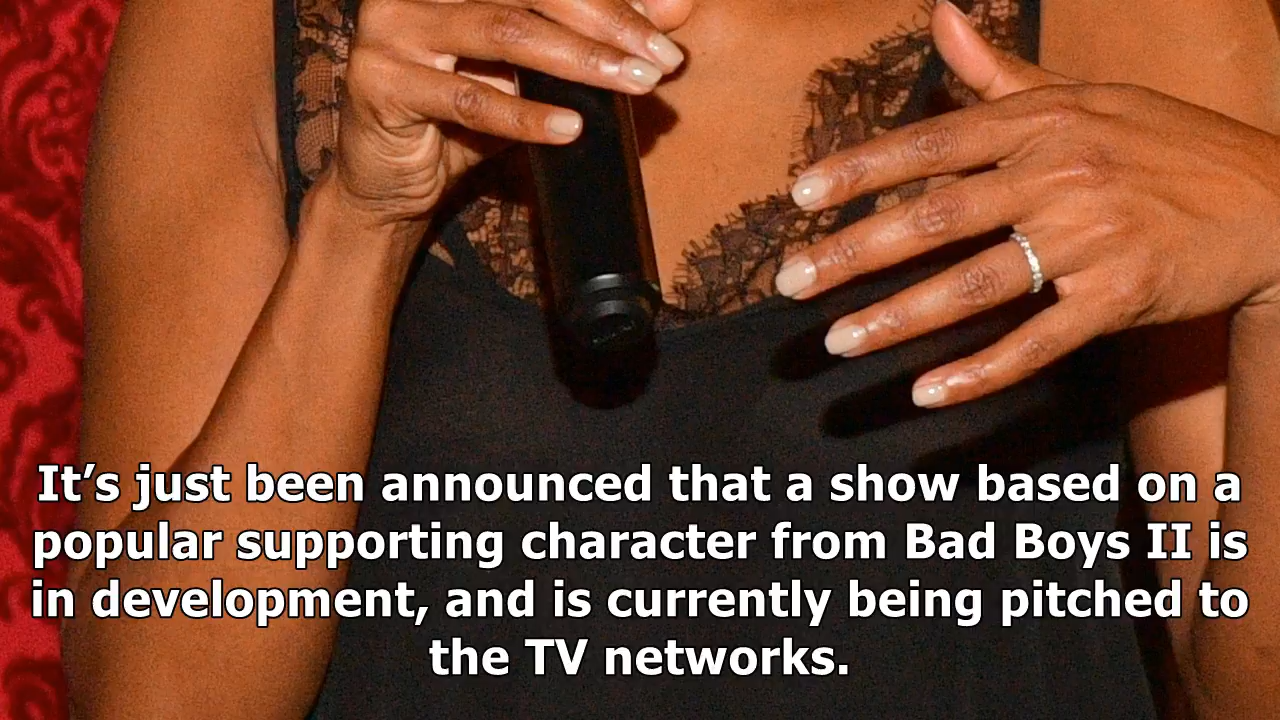 It’s just been announced that a show based on a
popular supporting character from Bad Boys II is
in development, and is currently being pitched to
the TV networks.